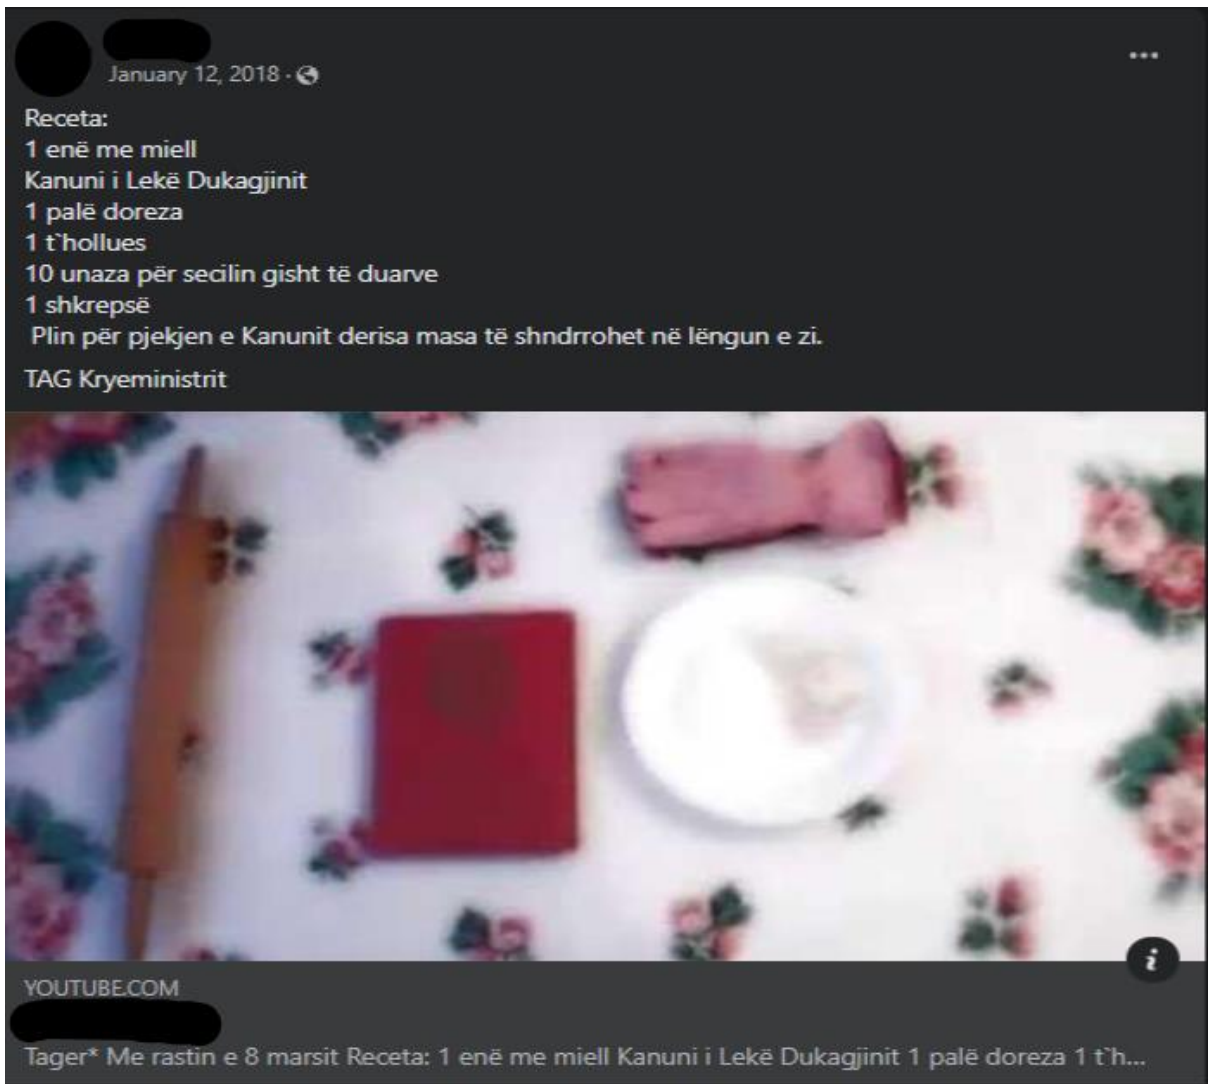 January 12, 2018 ·
Receta:
1 enë me miell
Kanuni i Lekë Dukagjinit
1 palë doreza
1 t`hollues
10 unaza për secilin gisht të duarve
1 shkrepsë
Plin për pjekjen e Kanunit derisa masa të shndrrohet në lëngun e zi.
TAG Kryeministrit
YOUTUBE.COM
Tager* Me rastin e 8 marsit Receta: 1 enë me miell Kanuni i Lekë Dukagjinit 1 palë doreza 1 t`h...